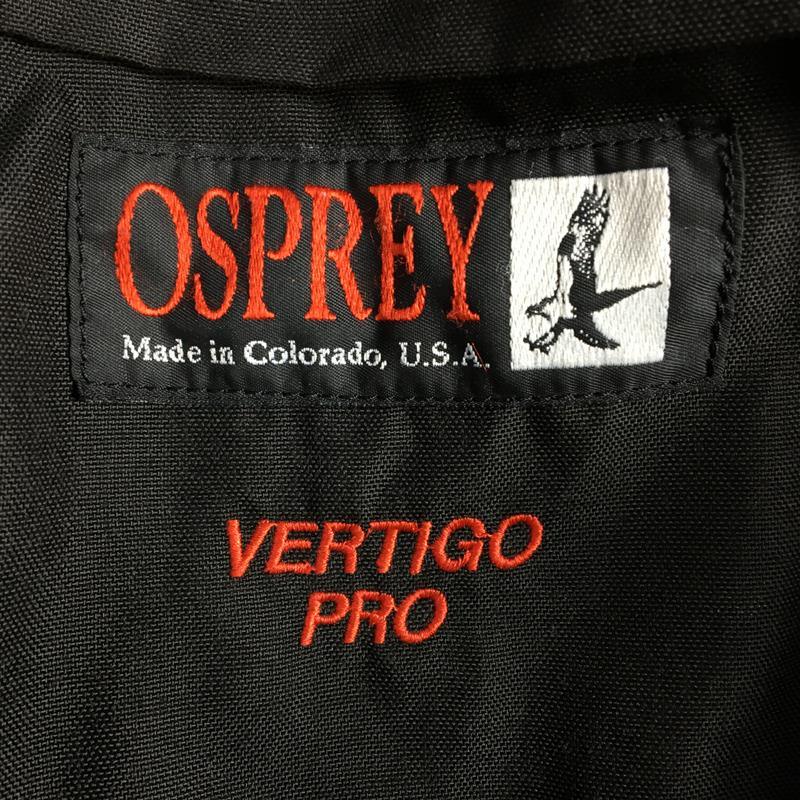 OSPREY
Made in Colorado, U.S.A.
VERTIGO
PRO